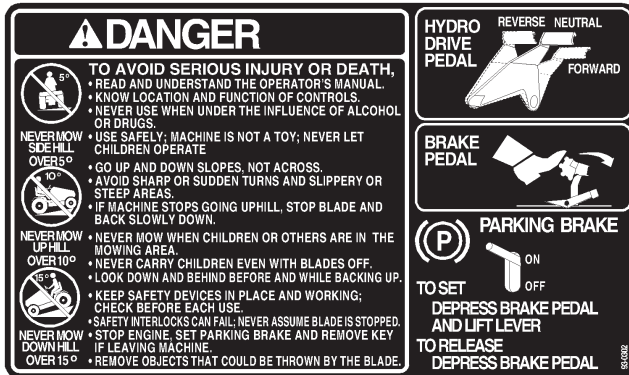 DANGER
5°
NEVER MOW
SIDE HILL
OVER 5°
10°
NEVER MOW
UP HILL
OVER 10°
15°
NEVER MOW
DOWN HILL
OVER 15°
TO AVOID SERIOUS INJURY OR DEATH,
• READ AND UNDERSTAND THE OPERATOR'S MANUAL.
• KNOW LOCATION AND FUNCTION OF CONTROLS.
• NEVER USE WHEN UNDER THE INFLUENCE OF ALCOHOL
OR DRUGS.
• USE SAFELY; MACHINE IS NOT A TOY; NEVER LET
CHILDREN OPERATE
• GO UP AND DOWN SLOPES, NOT ACROSS.
• AVOID SHARP OR SUDDEN TURNS AND SLIPPERY OR
STEEP AREAS.
• IF MACHINE STOPS GOING UPHILL, STOP BLADE AND
BACK SLOWLY DOWN.
• NEVER MOW WHEN CHILDREN OR OTHERS ARE IN THE
MOWING AREA.
• NEVER CARRY CHILDREN EVEN WITH BLADES OFF.
• LOOK DOWN AND BEHIND BEFORE AND WHILE BACKING UP.
• KEEP SAFETY DEVICES IN PLACE AND WORKING;
CHECK BEFORE EACH USE.
• SAFETY INTERLOCKS CAN FAIL; NEVER ASSUME BLADE IS STOPPED.
• STOP ENGINE, SET PARKING BRAKE AND REMOVE KEY
IF LEAVING MACHINE.
• REMOVE OBJECTS THAT COULD BE THROWN BY THE BLADE.
HYDRO
DRIVE
PEDAL
REVERSE NEUTRAL
FORWARD
BRAKE
PEDAL
(P) PARKING BRAKE
ON
OFF
TO SET
DEPRESS BRAKE PEDAL
AND LIFT LEVER
TO RELEASE
DEPRESS BRAKE PEDAL
93-0302